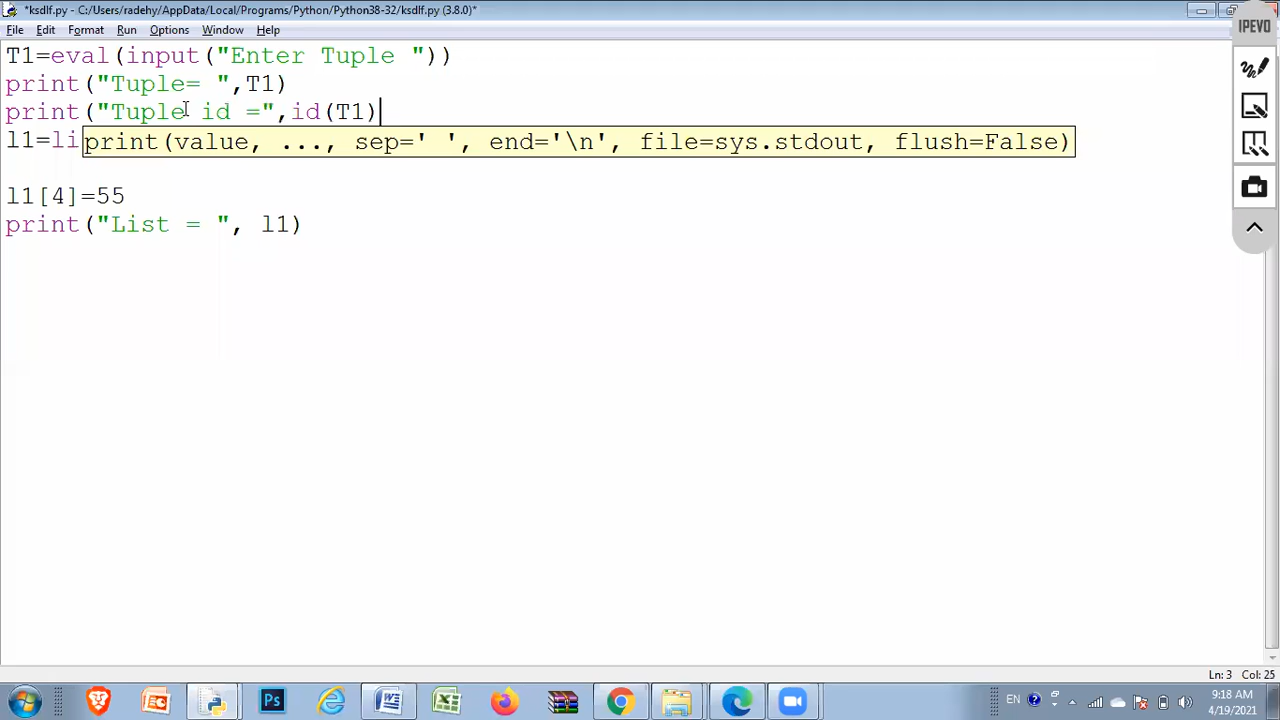 *ksdlf.py - C:/Users/radehy/AppData/Local/Programs/Python/Python38-32/ksdlf.py (3.8.0)*
File Edit Format Run Options Window Help
IPEVO
T1=eval(input("Enter Tuple "))
print("Tuple= ",T1)
print("Tuple id =",id(T1)
l1=li
print(value, ..., sep=' ', end='\n', file=sys.stdout, flush=False)
l1[4]=55
print("List = ", l1)
Ln: 3 Col: 25
EN
9:18 AM
4/19/2021